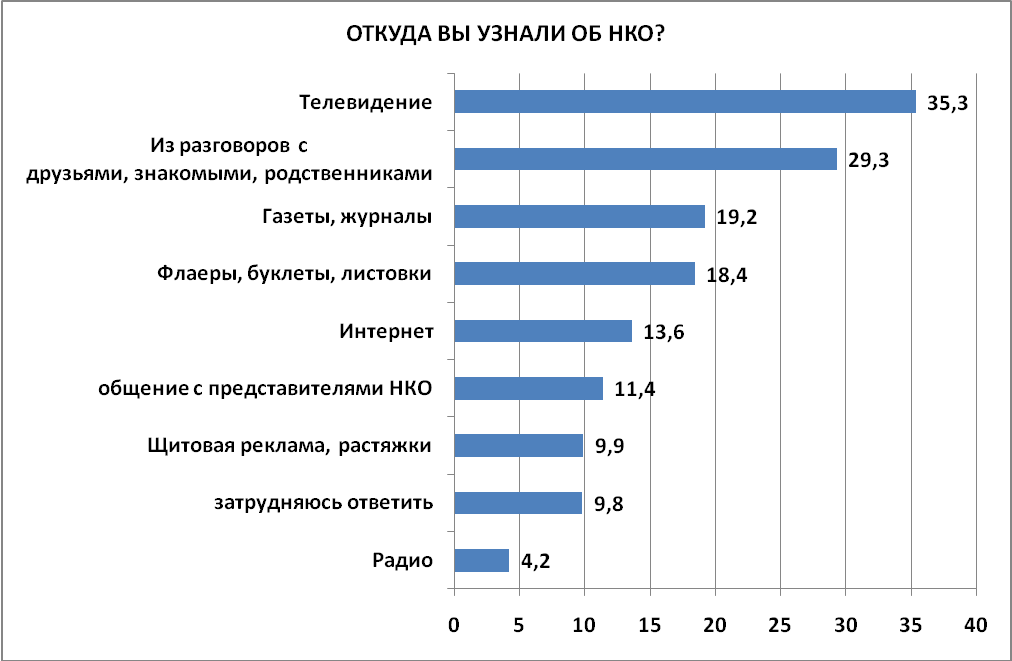 ОТКУДА ВЫ УЗНАЛИ ОБ НКО?
Телевидение
35,3
Из разговоров с
друзьями, знакомыми, родственниками
29,3
Газеты, журналы
19,2
Флаеры, буклеты, листовки
18,4
Интернет
13,6
общение с представителями НКО
11,4
Щитовая реклама, растяжки
9,9
затрудняюсь ответить
9,8
Радио
4,2
0 5 10 15 20 25 30 35 40